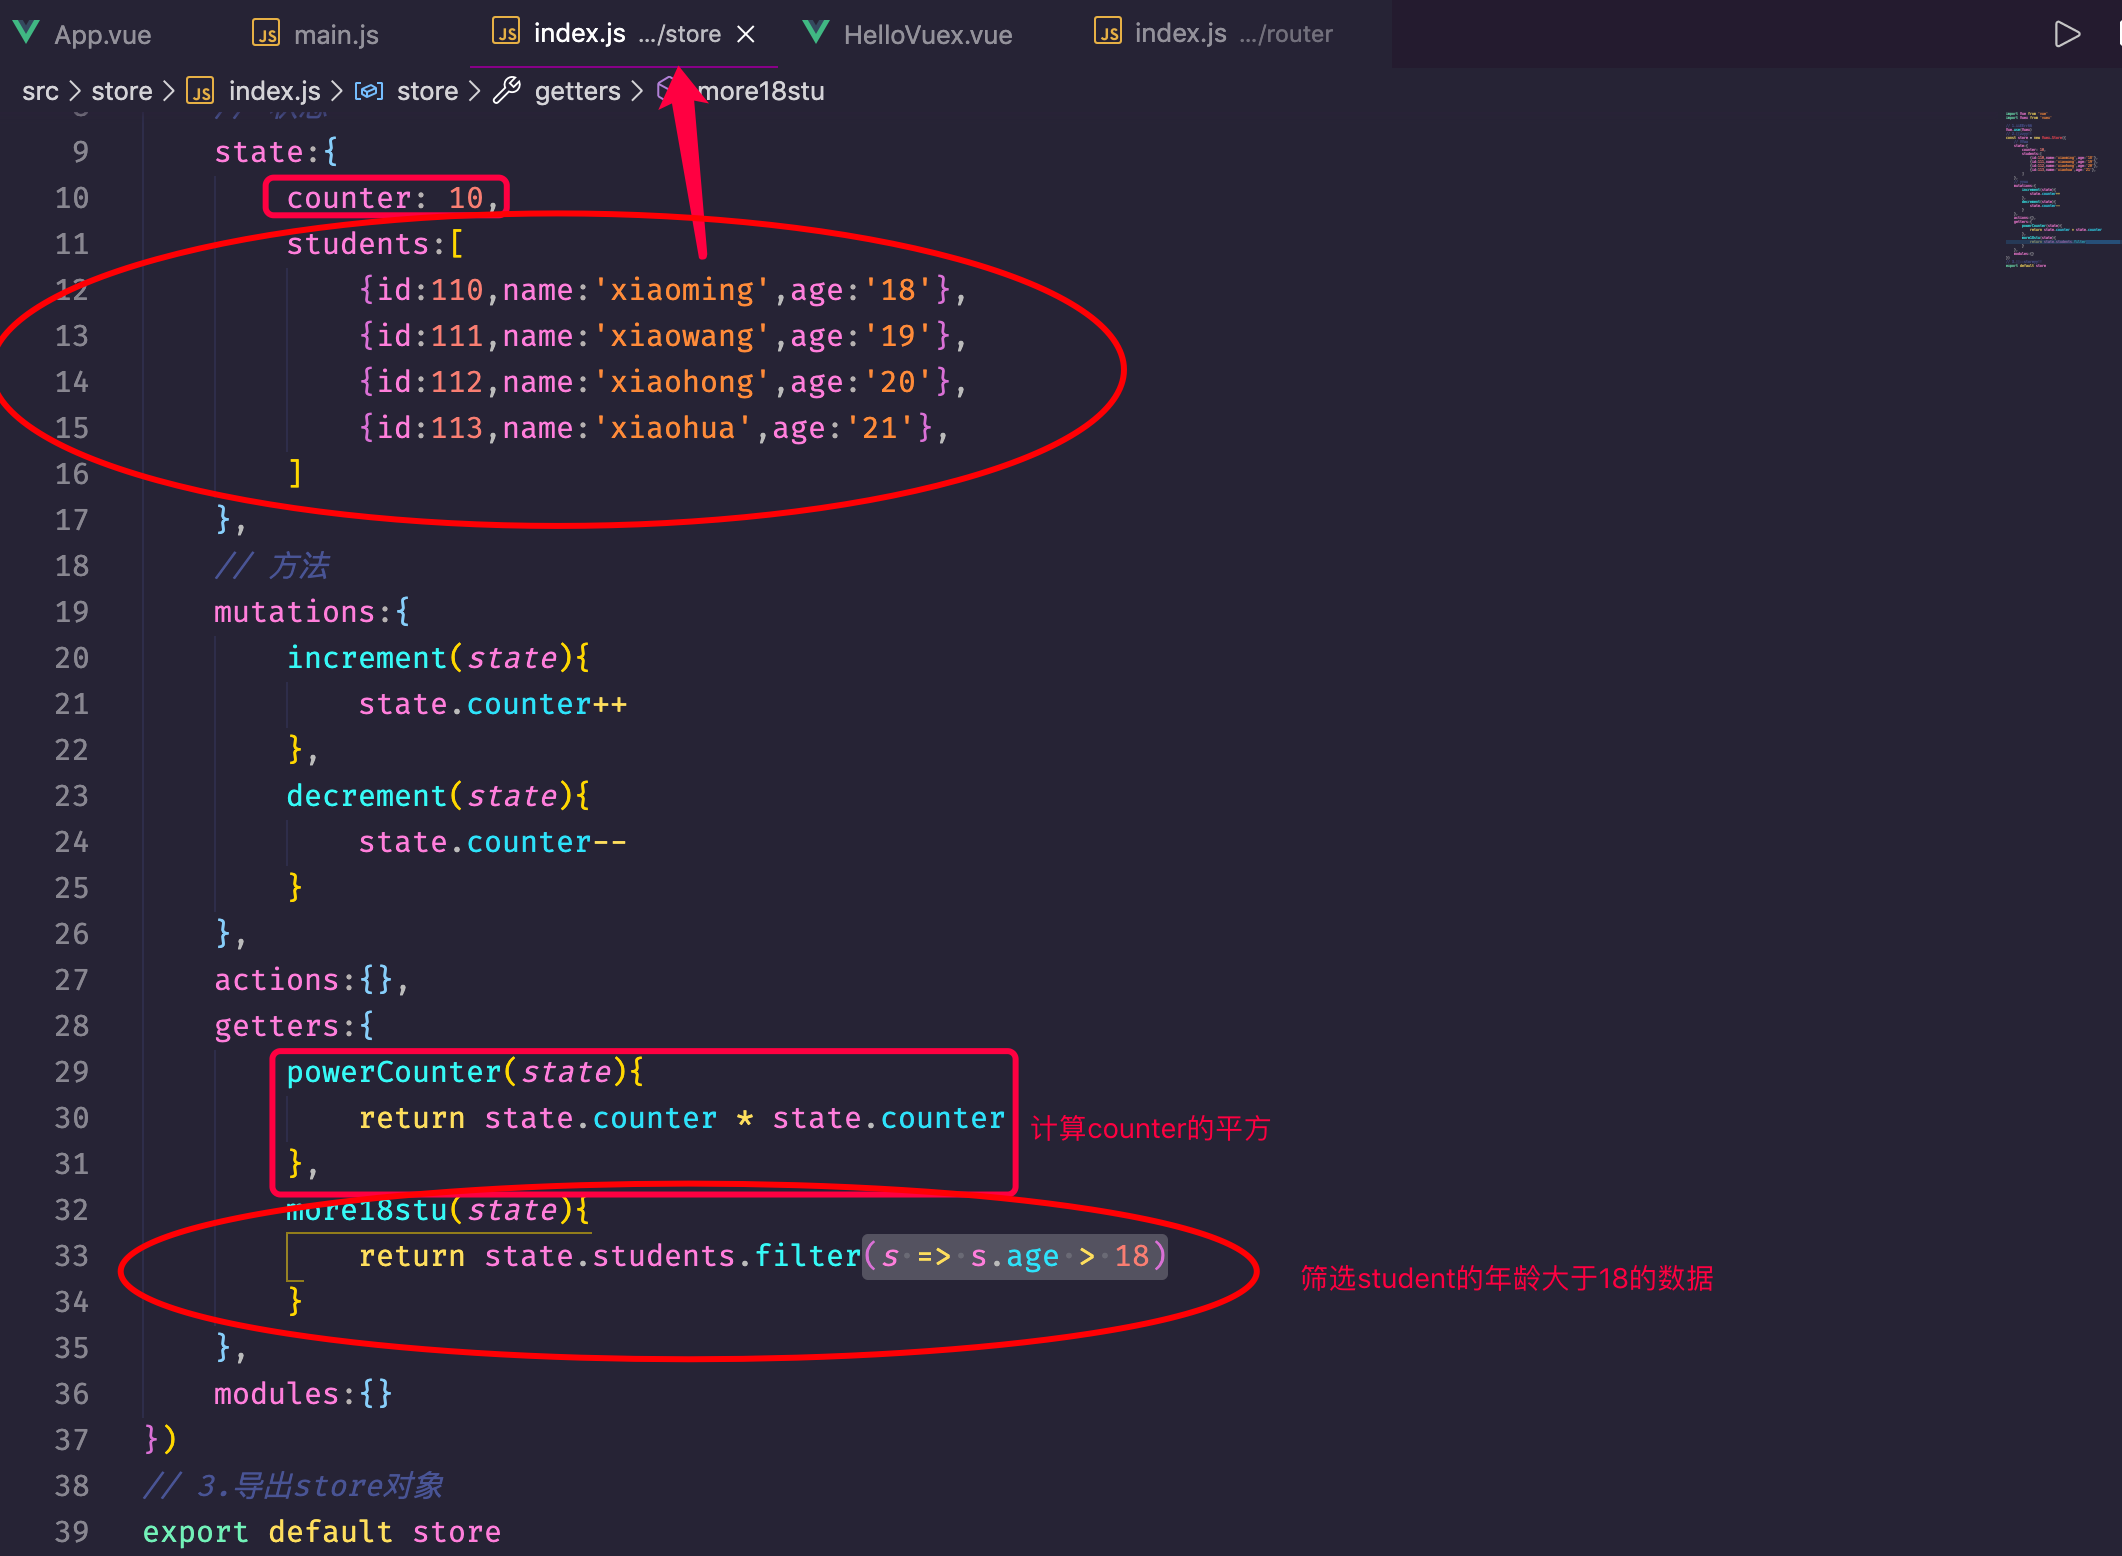 App.vue JS main.js JS index.js .../store × HelloVuex.vue JS index.js .../router
src > store > JS index.js > store > getters > more18stu
9 state:{
10 counter: 10,
11 students:[
12 {id:110,name:'xiaoming',age:'18'},
13 {id:111,name:'xiaowang',age:'19'},
14 {id:112,name:'xiaohong',age:'20'},
15 {id:113,name:'xiaohua',age:'21'},
16 ]
17 },
18 // 方法
19 mutations:{
20 increment(state){
21 state.counter++
22 },
23 decrement(state){
24 state.counter--
25 }
26 },
27 actions:{},
28 getters:{
29 powerCounter(state){
30 return state.counter * state.counter 计算counter的平方
31 },
32 more18stu(state){
33 return state.students.filter(s => s.age > 18) 筛选student的年龄大于18的数据
34 }
35 },
36 modules:{}
37 })
38 // 3.导出store对象
39 export default store